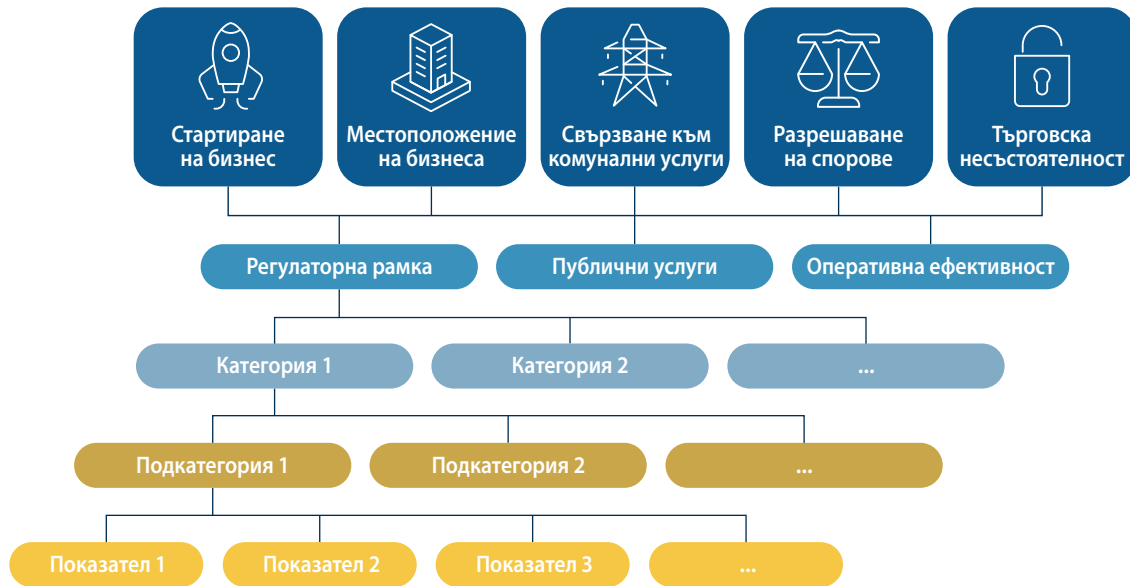 Стартиране
на бизнес
Местоположение
на бизнеса
Свързване към
комунални услуги
Разрешаване
на спорове
Търговска
несъстоятелност
Регулаторна рамка
Публични услуги
Оперативна ефективност
Категория 1
Категория 2
...
Подкатегория 1
Подкатегория 2
...
Показател 1
Показател 2
Показател 3
...